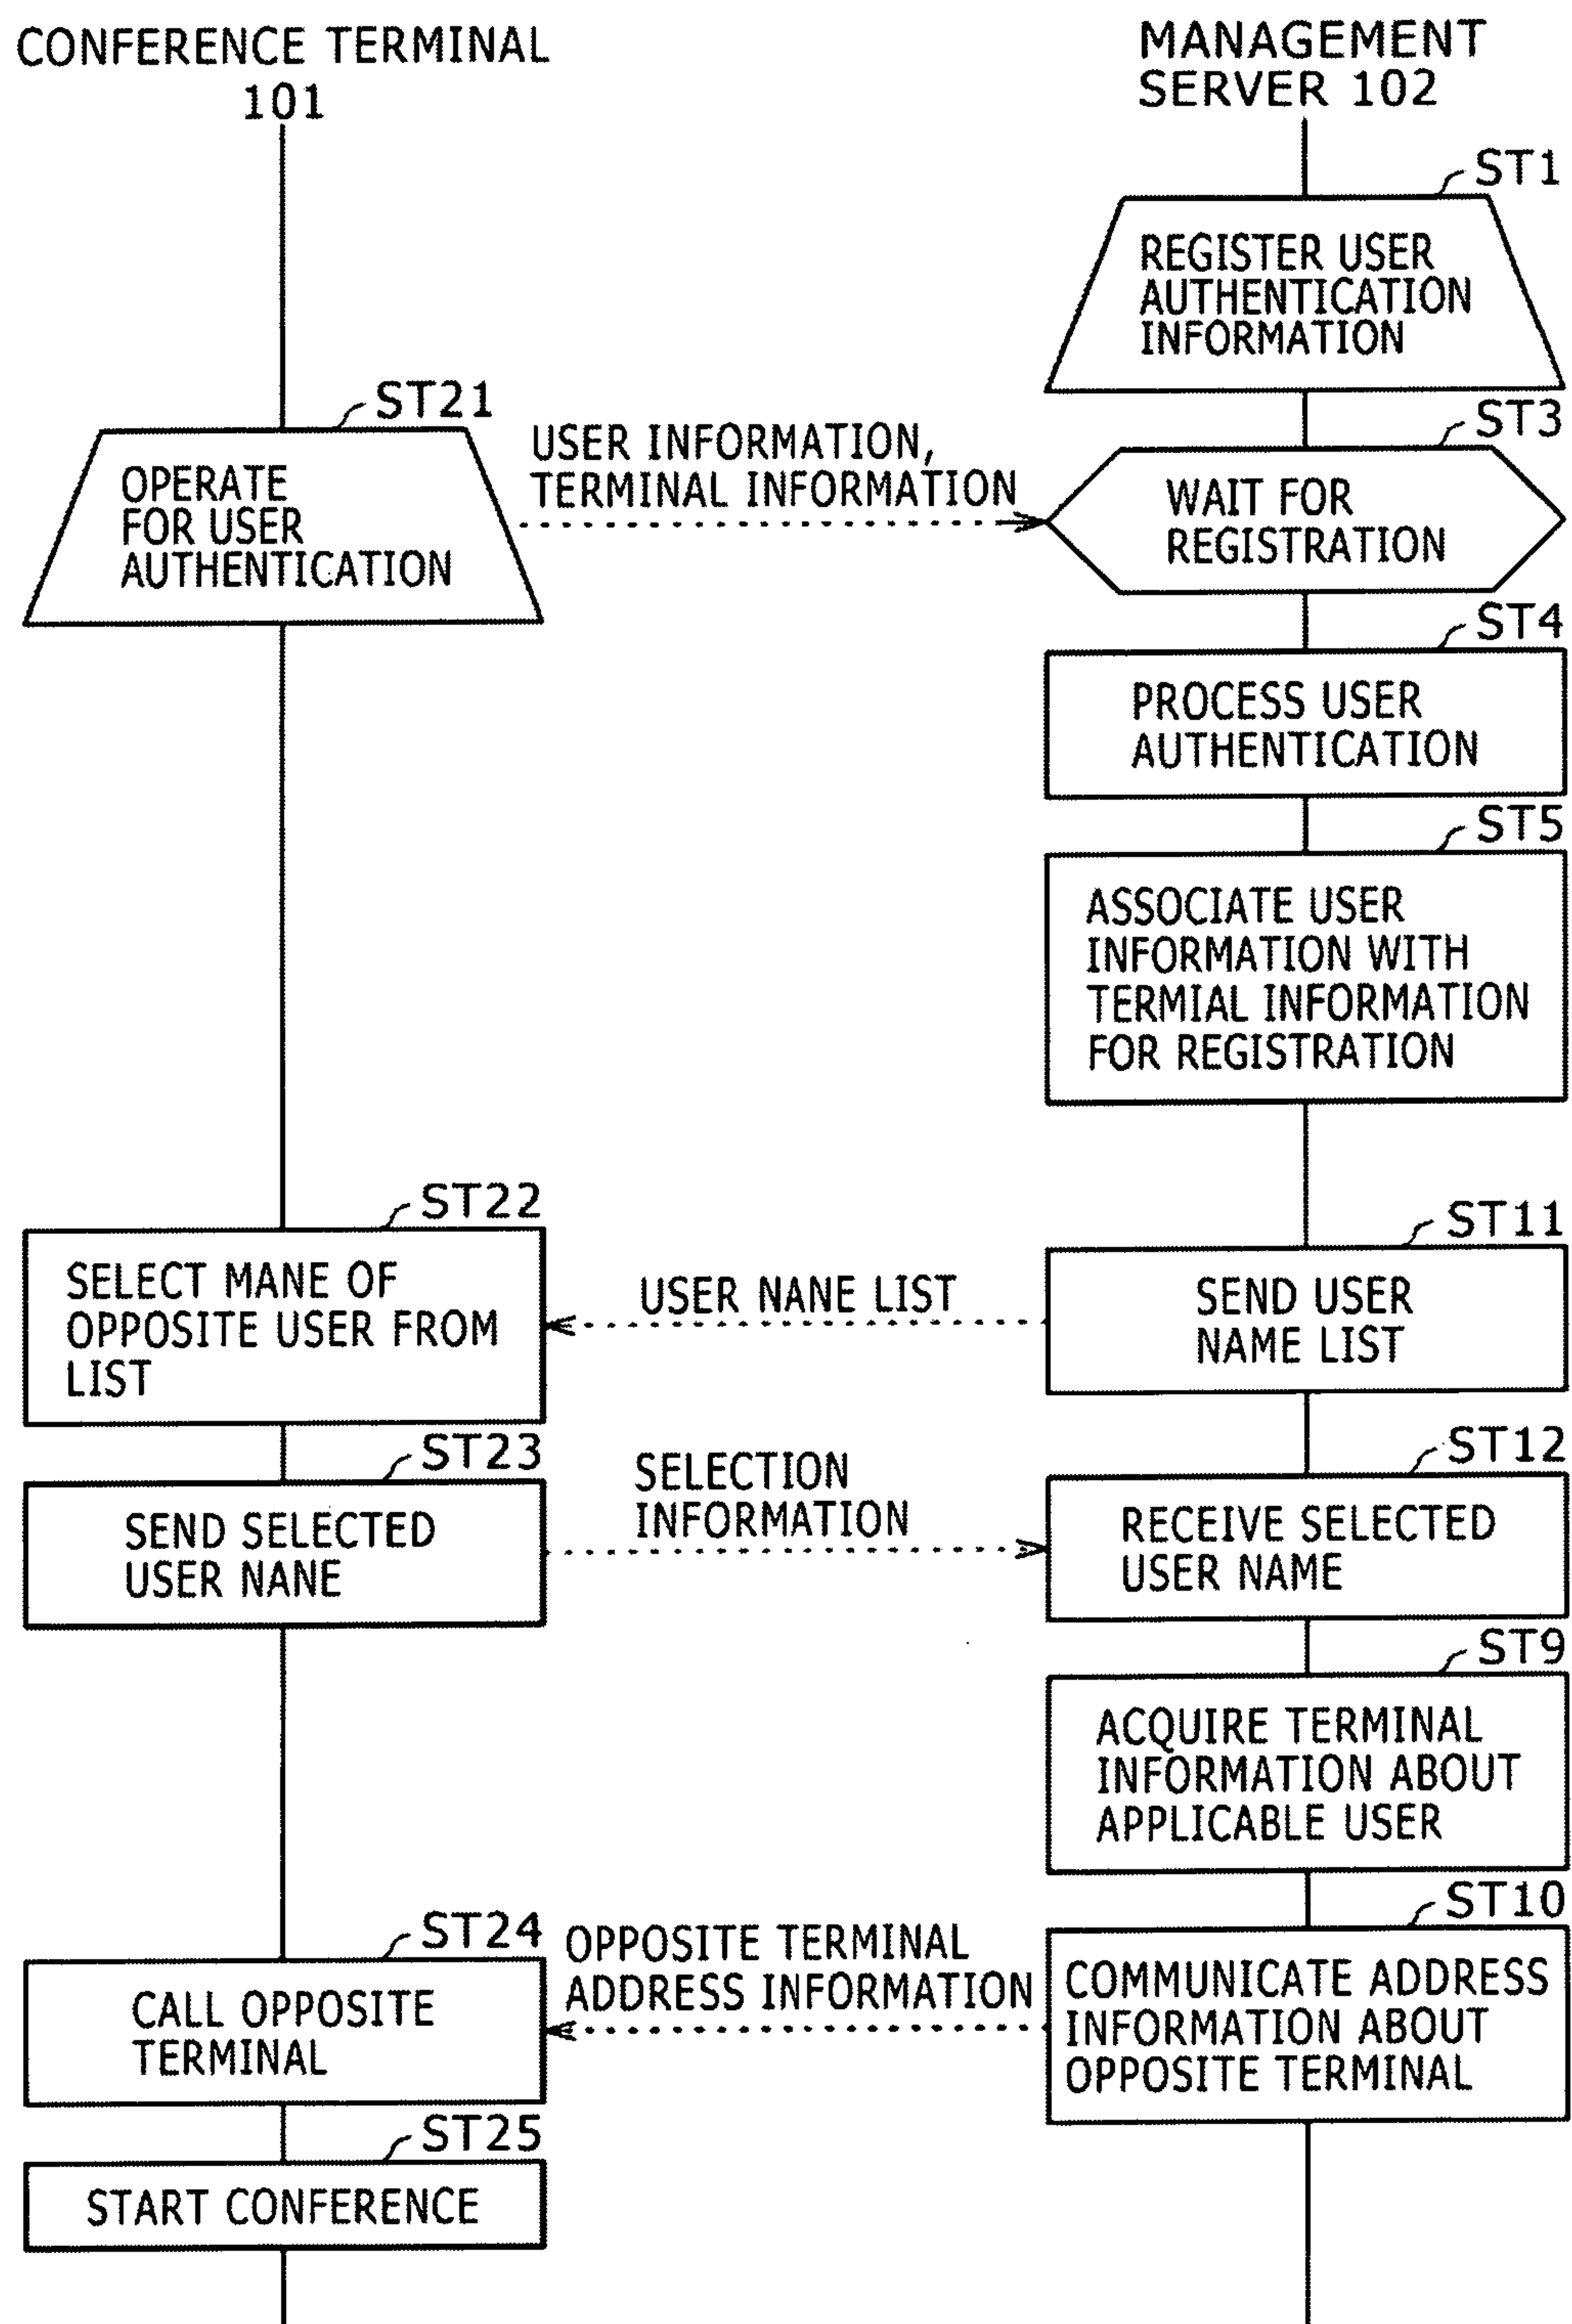 CONFERENCE TERMINAL
101
MANAGEMENT
SERVER 102
ST1
REGISTER USER
AUTHENTICATION
INFORMATION
ST21
OPERATE
FOR USER
AUTHENTICATION
USER INFORMATION,
TERMINAL INFORMATION
ST3
WAIT FOR
REGISTRATION
ST4
PROCESS USER
AUTHENTICATION
ST5
ASSOCIATE USER
INFORMATION WITH
TERMIAL INFORMATION
FOR REGISTRATION
ST22
SELECT MANE OF
OPPOSITE USER FROM
LIST
USER NANE LIST
ST11
SEND USER
NAME LIST
ST23
SEND SELECTED
USER NANE
SELECTION
INFORMATION
ST12
RECEIVE SELECTED
USER NAME
ST9
ACQUIRE TERMINAL
INFORMATION ABOUT
APPLICABLE USER
ST24
CALL OPPOSITE
TERMINAL
OPPOSITE TERMINAL
ADDRESS INFORMATION
ST10
COMMUNICATE ADDRESS
INFORMATION ABOUT
OPPOSITE TERMINAL
ST25
START CONFERENCE